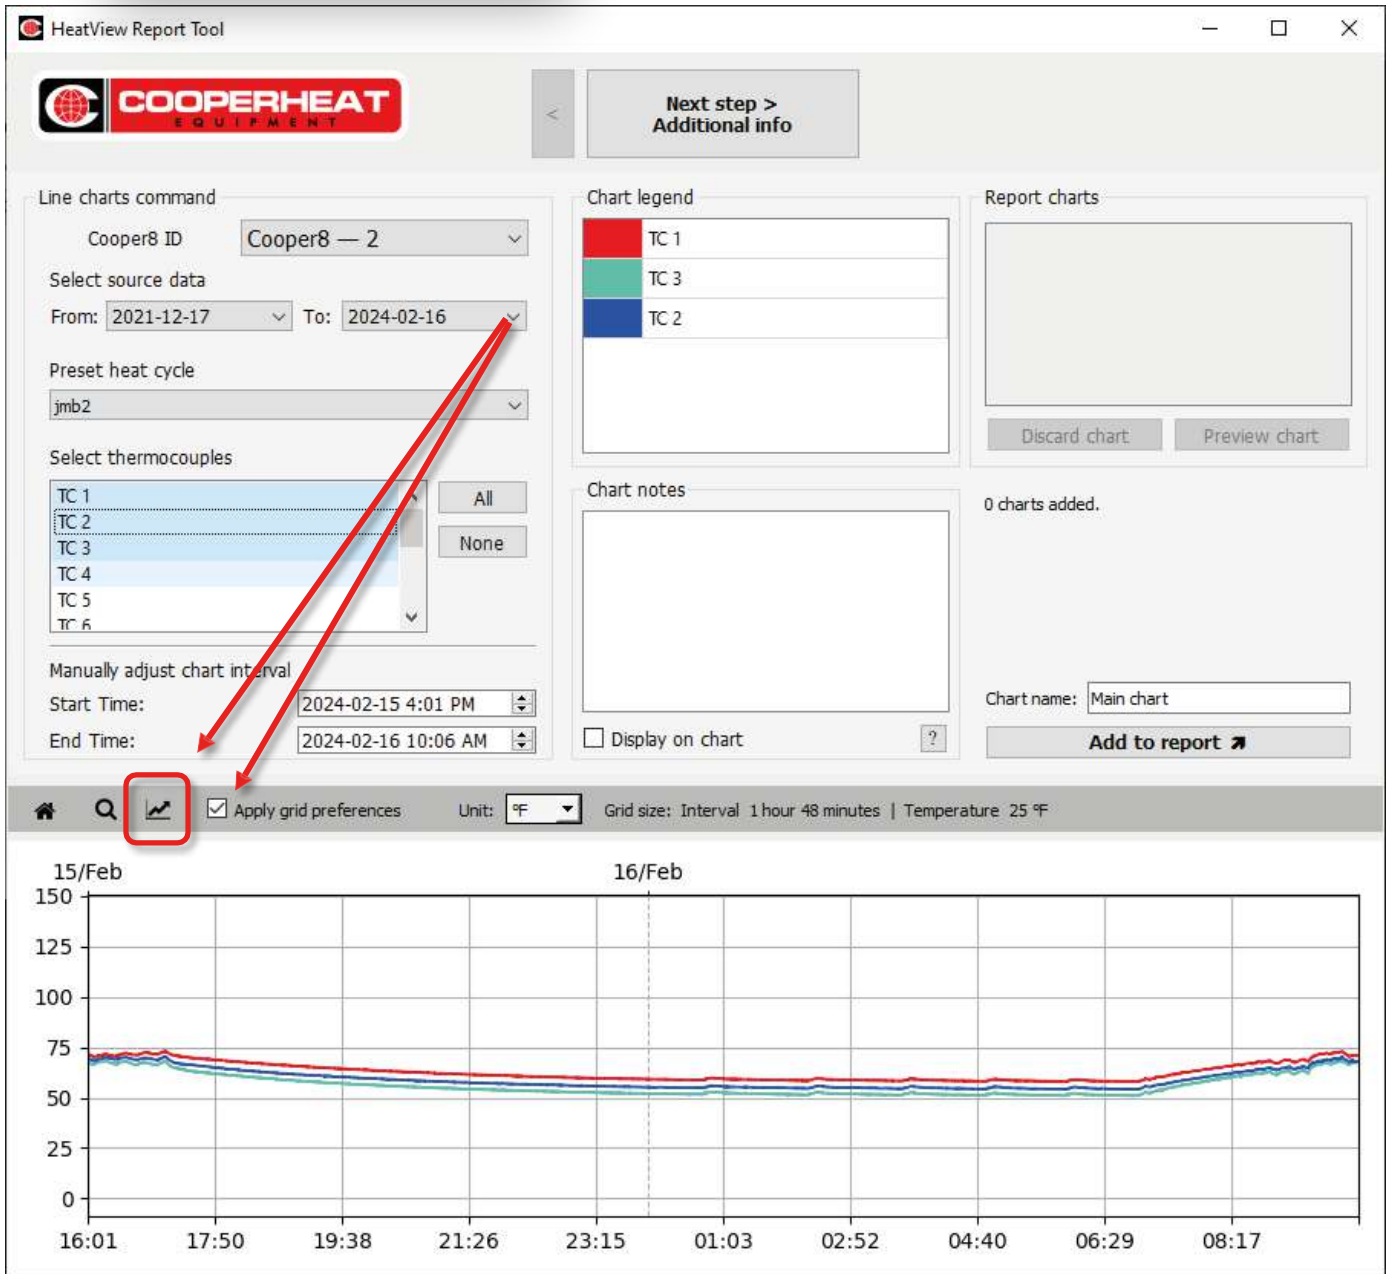 HeatView Report Tool
COOPERHEAT
EQUIPMENT
<
Next step >
Additional info
Line charts command
Cooper8 ID
Cooper8 — 2
Select source data
From: 2021-12-17 To: 2024-02-16
Preset heat cycle
jmb2
Select thermocouples
TC 1
TC 2
TC 3
TC 4
TC 5
TC 6
All
None
Manually adjust chart interval
Start Time: 2024-02-15 4:01 PM
End Time: 2024-02-16 10:06 AM
Chart legend
TC 1
TC 3
TC 2
Chart notes
Display on chart
?
Report charts
Discard chart
Preview chart
0 charts added.
Chart name: Main chart
Add to report
Apply grid preferences Unit: °F Grid size: Interval 1 hour 48 minutes | Temperature 25 °F
15/Feb 16/Feb
150
125
100
75
50
25
0
16:01 17:50 19:38 21:26 23:15 01:03 02:52 04:40 06:29 08:17